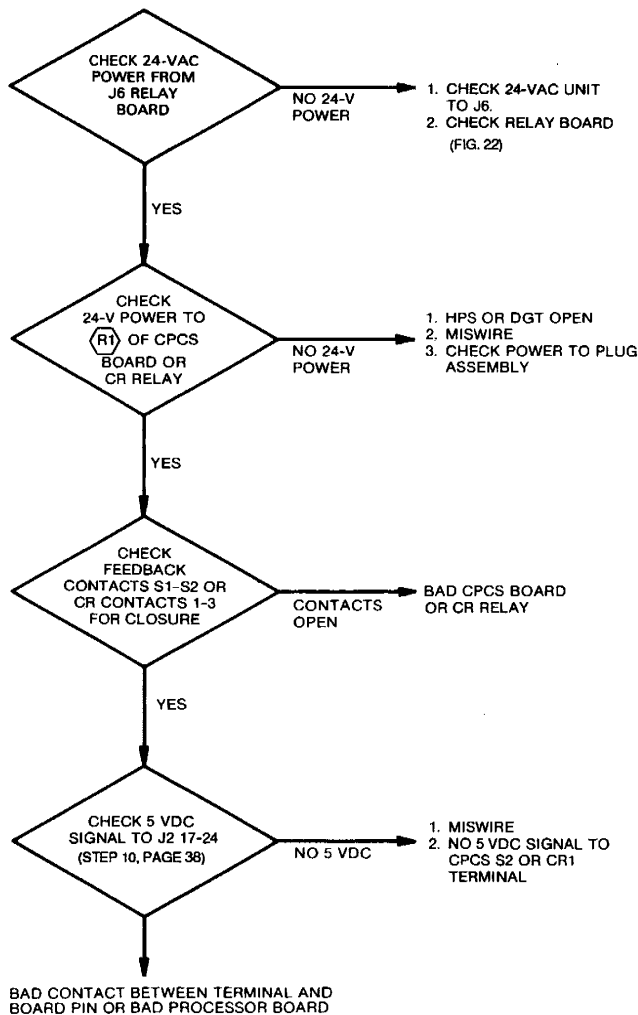 CHECK 24-VAC
POWER FROM
J6 RELAY
BOARD
NO 24-V
POWER
1. CHECK 24-VAC UNIT
TO J6.
2. CHECK RELAY BOARD
(FIG. 22)
YES
CHECK
24-V POWER TO
R1 OF CPCS
BOARD OR
CR RELAY
NO 24-V
POWER
1. HPS OR DGT OPEN
2. MISWIRE
3. CHECK POWER TO PLUG
ASSEMBLY
YES
CHECK
FEEDBACK
CONTACTS S1-S2 OR
CR CONTACTS 1-3
FOR CLOSURE
CONTACTS
OPEN
BAD CPCS BOARD
OR CR RELAY
YES
CHECK 5 VDC
SIGNAL TO J2 17-24
(STEP 10, PAGE 38)
NO 5 VDC
1. MISWIRE
2. NO 5 VDC SIGNAL TO
CPCS S2 OR CR1
TERMINAL
BAD CONTACT BETWEEN TERMINAL AND
BOARD PIN OR BAD PROCESSOR BOARD